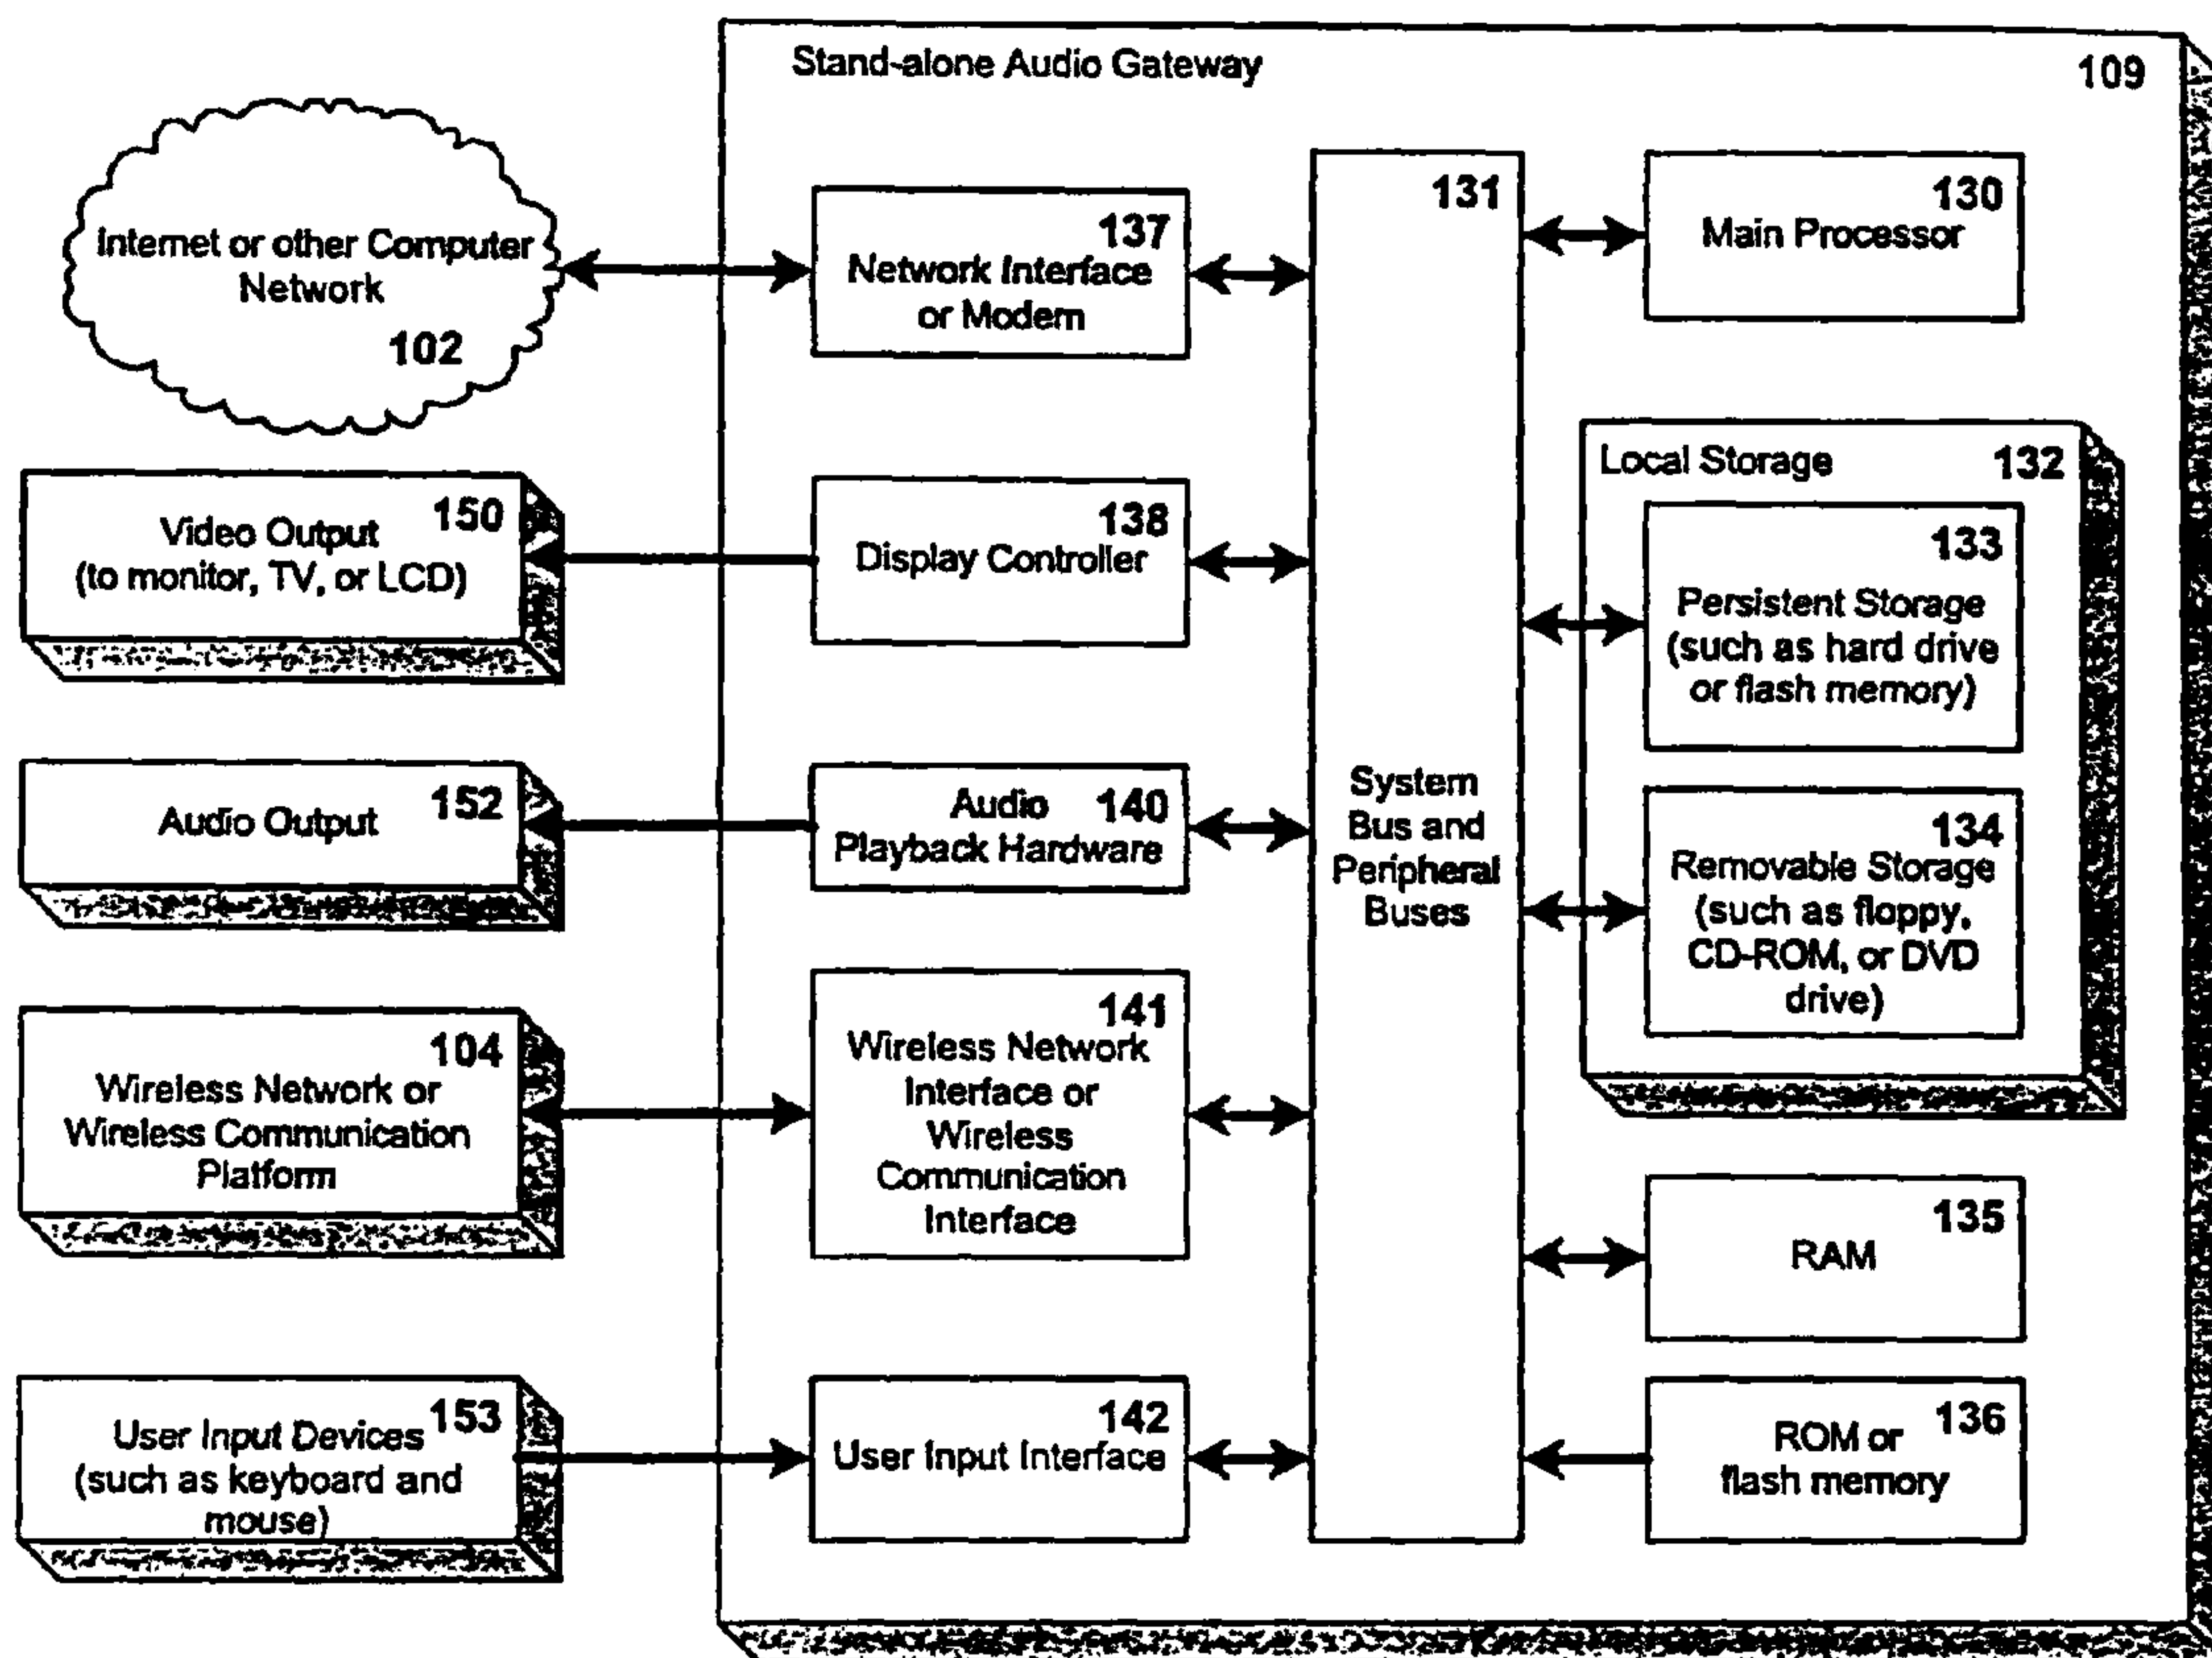 Stand-alone Audio Gateway
109
Internet or other Computer
Network
102
137
Network Interface
or Modem
131
System
Bus and
Peripheral
Buses
130
Main Processor
150
Video Output
(to monitor, TV, or LCD)
138
Display Controller
Local Storage
132
133
Persistent Storage
(such as hard drive
or flash memory)
152
Audio Output
Audio 140
Playback Hardware
134
Removable Storage
(such as floppy,
CD-ROM, or DVD
drive)
104
Wireless Network or
Wireless Communication
Platform
141
Wireless Network
Interface or
Wireless
Communication
Interface
135
RAM
153
User Input Devices
(such as keyboard and
mouse)
142
User Input Interface
136
ROM or
flash memory